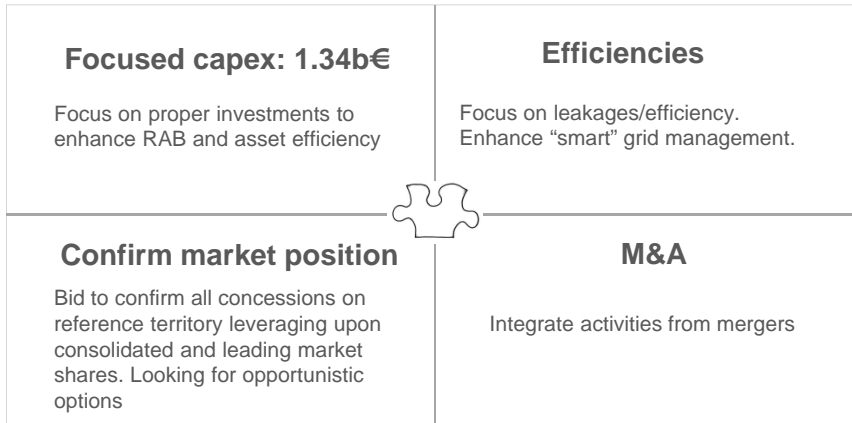 Focused capex: 1.34b€
Focus on proper investments to
enhance RAB and asset efficiency
Efficiencies
Focus on leakages/efficiency.
Enhance “smart” grid management.
Confirm market position
Bid to confirm all concessions on
reference territory leveraging upon
consolidated and leading market
shares. Looking for opportunistic
options
M&A
Integrate activities from mergers